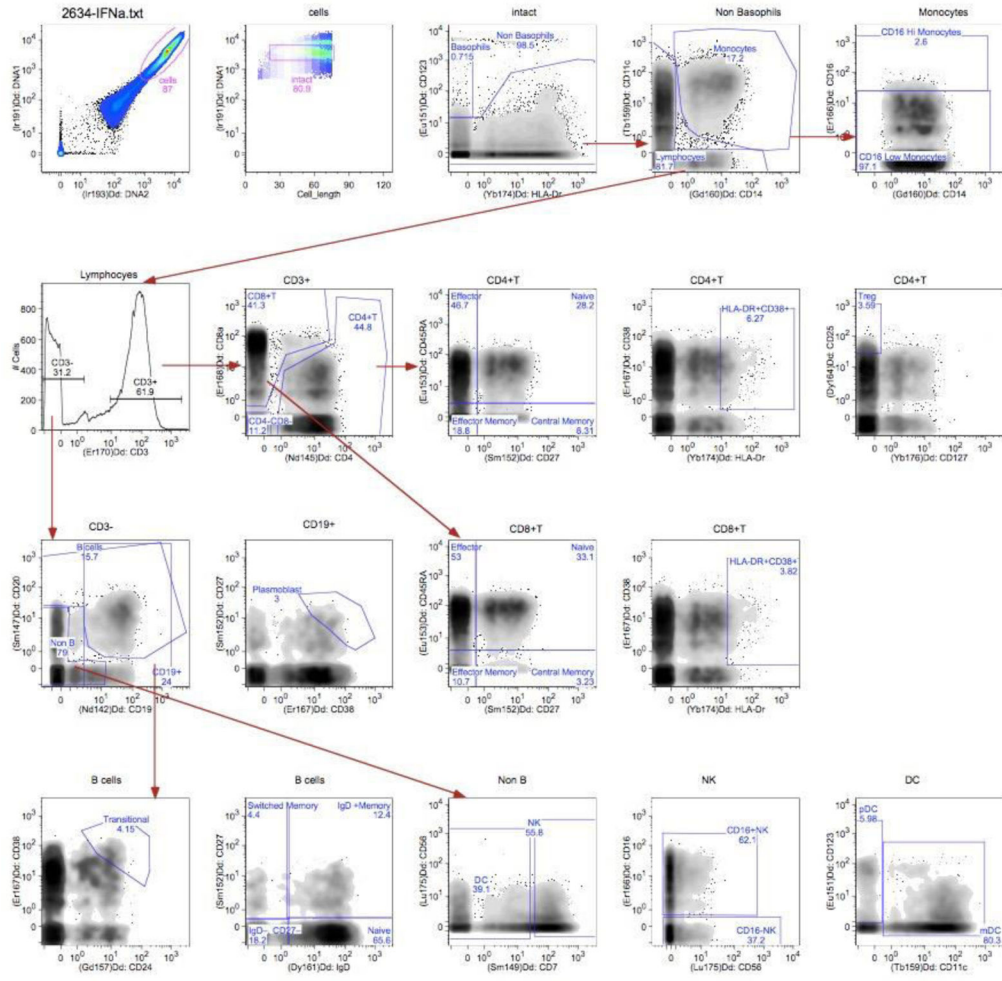 2634-IFNa.txt
cells
intact
Non Basophils
Monocytes
(Ir191)Dd: DNA1
cells
87
(Ir193)Dd: DNA2
(Ir191)Dd: DNA1
intact
80.9
Cell_length
(Eu151)Dd: CD123
Non Basophils
98.5
Basophils
0.715
(Yb174)Dd: HLA-Dr
(Tb159)Dd: CD11c
Monocytes
17.2
Lymphocytes
81.7
(Gd160)Dd: CD14
(Er166)Dd: CD16
CD16 Hi Monocytes
2.6
CD16 Low Monocytes
97.1
(Gd160)Dd: CD14
Lymphocyes
CD3+
CD4+T
CD4+T
CD4+T
# Cells
CD3-
31.2
CD3+
61.9
(Er170)Dd: CD3
(Er168)Dd: CD8a
CD8+T
41.3
CD4+T
44.8
CD4-CD8-
11.2
(Nd145)Dd: CD4
(Eu153)Dd: CD45RA
Effector
46.7
Naive
28.2
Effector Memory
18.8
Central Memory
6.31
(Sm152)Dd: CD27
(Er167)Dd: CD38
HLA-DR+CD38+
6.27
(Yb174)Dd: HLA-Dr
(Dy164)Dd: CD25
Treg
3.59
(Yb176)Dd: CD127
CD3-
CD19+
CD8+T
CD8+T
(Sm147)Dd: CD20
B cells
15.7
Non B
79
CD19+
24
(Nd142)Dd: CD19
(Sm152)Dd: CD27
Plasmoblast
3
(Er167)Dd: CD38
(Eu153)Dd: CD45RA
Effector
53
Naive
33.1
Effector Memory
10.7
Central Memory
3.23
(Sm152)Dd: CD27
(Er167)Dd: CD38
HLA-DR+CD38+
3.82
(Yb174)Dd: HLA-Dr
B cells
B cells
Non B
NK
DC
(Er167)Dd: CD38
Transitional
4.15
(Gd157)Dd: CD24
(Sm152)Dd: CD27
Switched Memory
4.4
IgD +Memory
12.4
IgD-_ CD27-
18.2
Naive
65.6
(Dy161)Dd: IgD
(Lu175)Dd: CD56
NK
55.8
DC
39.1
(Sm149)Dd: CD7
(Er166)Dd: CD16
CD16+NK
62.1
CD16-NK
37.2
(Lu175)Dd: CD56
(Eu151)Dd: CD123
pDC
5.98
mDC
80.3
(Tb159)Dd: CD11c